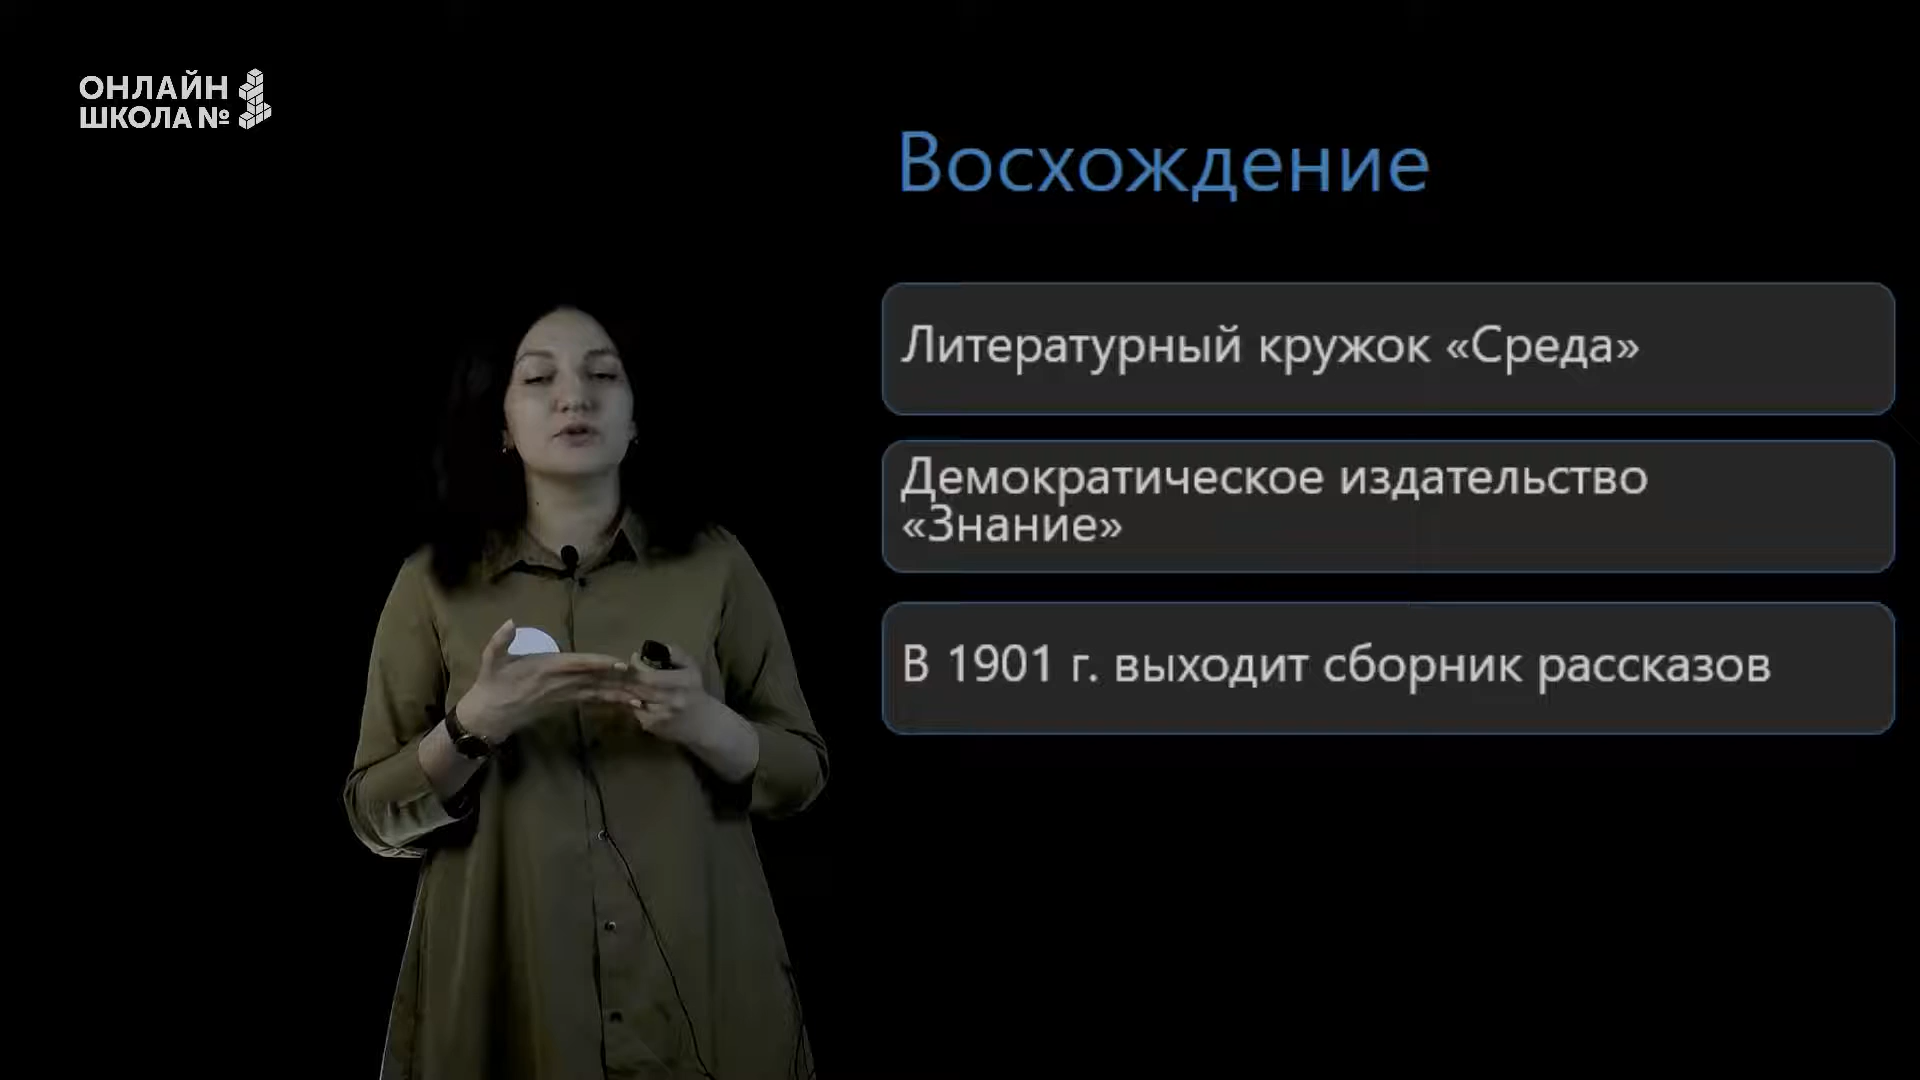 ОНЛАЙН
ШКОЛА №
Восхождение
Литературный кружок «Среда»
Демократическое издательство
«Знание»
В 1901 г. выходит сборник рассказов